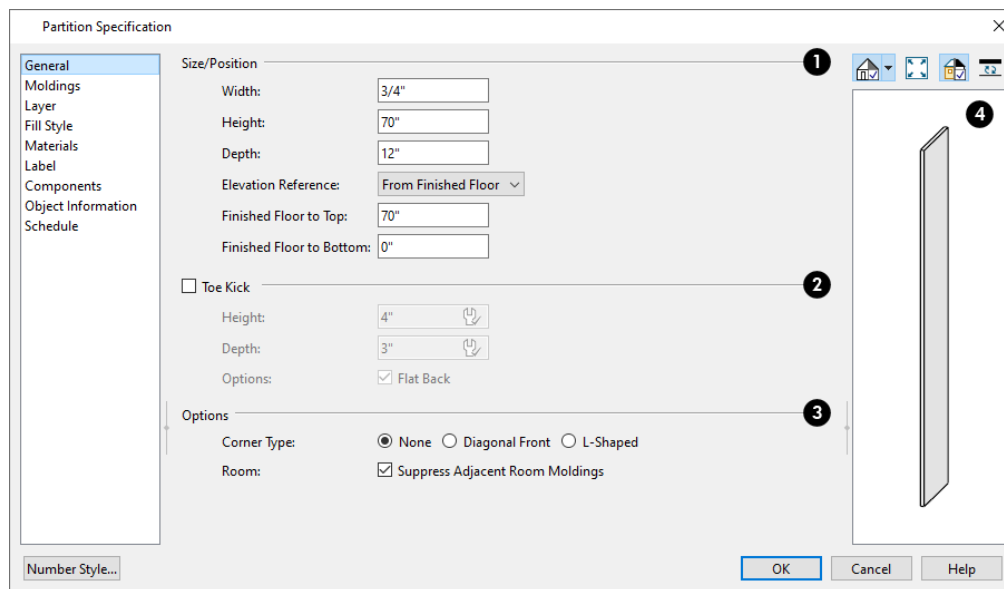 Partition Specification
General
Moldings
Layer
Fill Style
Materials
Label
Components
Object Information
Schedule
Size/Position 1
Width: 3/4"
Height: 70"
Depth: 12"
Elevation Reference: From Finished Floor
Finished Floor to Top: 70"
Finished Floor to Bottom: 0"
Toe Kick 2
Height: 4"
Depth: 3"
Options: Flat Back
Options 3
Corner Type: None Diagonal Front L-Shaped
Room: Suppress Adjacent Room Moldings
4
Number Style... OK Cancel Help